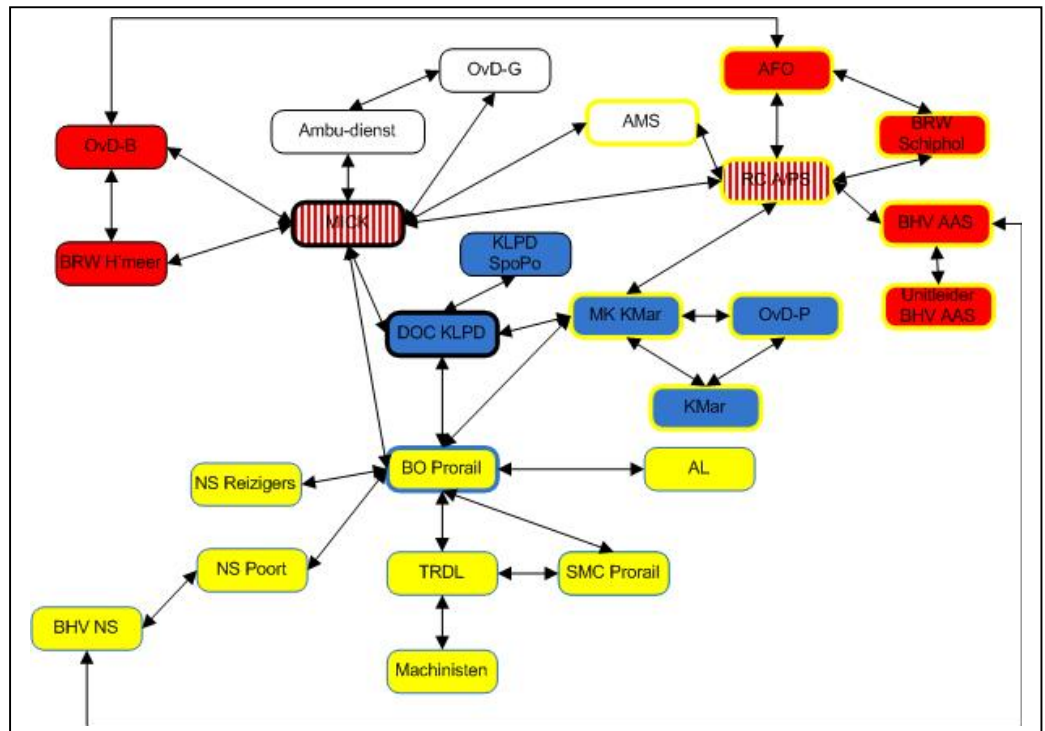 OvD-G
AFO
Ambu-dienst
AMS
OvD-B
BRW
Schiphol
RC A/PS
MICK
BHV AAS
BRW H'meer
KLPD
SpoPo
Unitleider
BHV AAS
MK KMar
OvD-P
DOC KLPD
KMar
BO Prorail
AL
NS Reizigers
NS Poort
TRDL
SMC Prorail
BHV NS
Machinisten